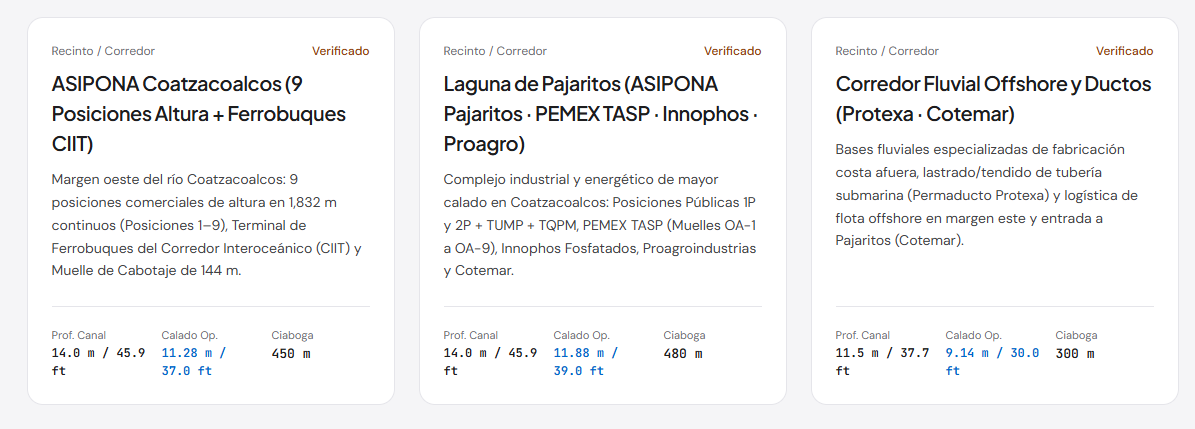 Recinto / Corredor
Verificado
ASIPONA Coatzacoalcos (9
Posiciones Altura + Ferrobuques
CIIT)
Margen oeste del río Coatzacoalcos: 9
posiciones comerciales de altura en 1,832 m
continuos (Posiciones 1–9), Terminal de
Ferrobuques del Corredor Interoceánico (CIIT) y
Muelle de Cabotaje de 144 m.
Prof. Canal
14.0 m / 45.9
ft
Calado Op.
11.28 m /
37.0 ft
Ciaboga
450 m
Recinto / Corredor
Verificado
Laguna de Pajaritos (ASIPONA
Pajaritos · PEMEX TASP · Innophos ·
Proagro)
Complejo industrial y energético de mayor
calado en Coatzacoalcos: Posiciones Públicas 1P
y 2P + TUMP + TQPM, PEMEX TASP (Muelles OA-1
a OA-9), Innophos Fosfatados, Proagroindustrias
y Cotemar.
Prof. Canal
14.0 m / 45.9
ft
Calado Op.
11.88 m /
39.0 ft
Ciaboga
480 m
Recinto / Corredor
Verificado
Corredor Fluvial Offshore y Ductos
(Protexa · Cotemar)
Bases fluviales especializadas de fabricación
costa afuera, lastrado/tendido de tubería
submarina (Permaducto Protexa) y logística de
flota offshore en margen este y entrada a
Pajaritos (Cotemar).
Prof. Canal
11.5 m / 37.7
ft
Calado Op.
9.14 m / 30.0
ft
Ciaboga
300 m